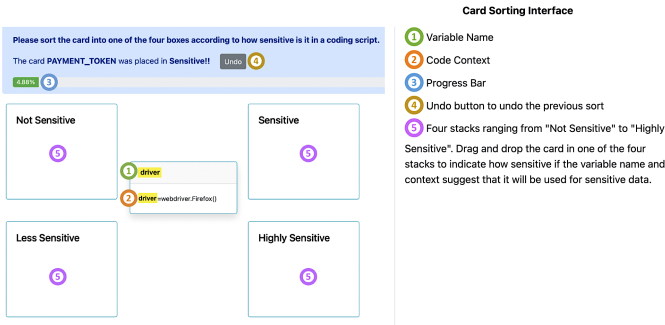 Card Sorting Interface
Please sort the card into one of the four boxes according to how sensitive is it in a coding script.
The card PAYMENT_TOKEN was placed in Sensitive!! Undo 4
4.88% 3
Not Sensitive
5
Sensitive
5
1 driver
2 driver=webdriver.Firefox()
Less Sensitive
5
Highly Sensitive
5
1 Variable Name
2 Code Context
3 Progress Bar
4 Undo button to undo the previous sort
5 Four stacks ranging from "Not Sensitive" to "Highly
Sensitive". Drag and drop the card in one of the four
stacks to indicate how sensitive if the variable name and
context suggest that it will be used for sensitive data.